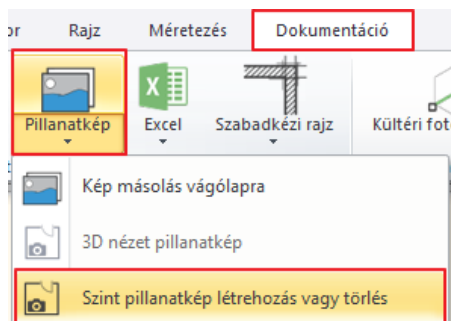 or Rajz Méretezés Dokumentáció
Pillanatkép Excel Szabadkézi rajz Kültéri fot
Kép másolás vágólapra
3D nézet pillanatkép
Szint pillanatkép létrehozás vagy törlés